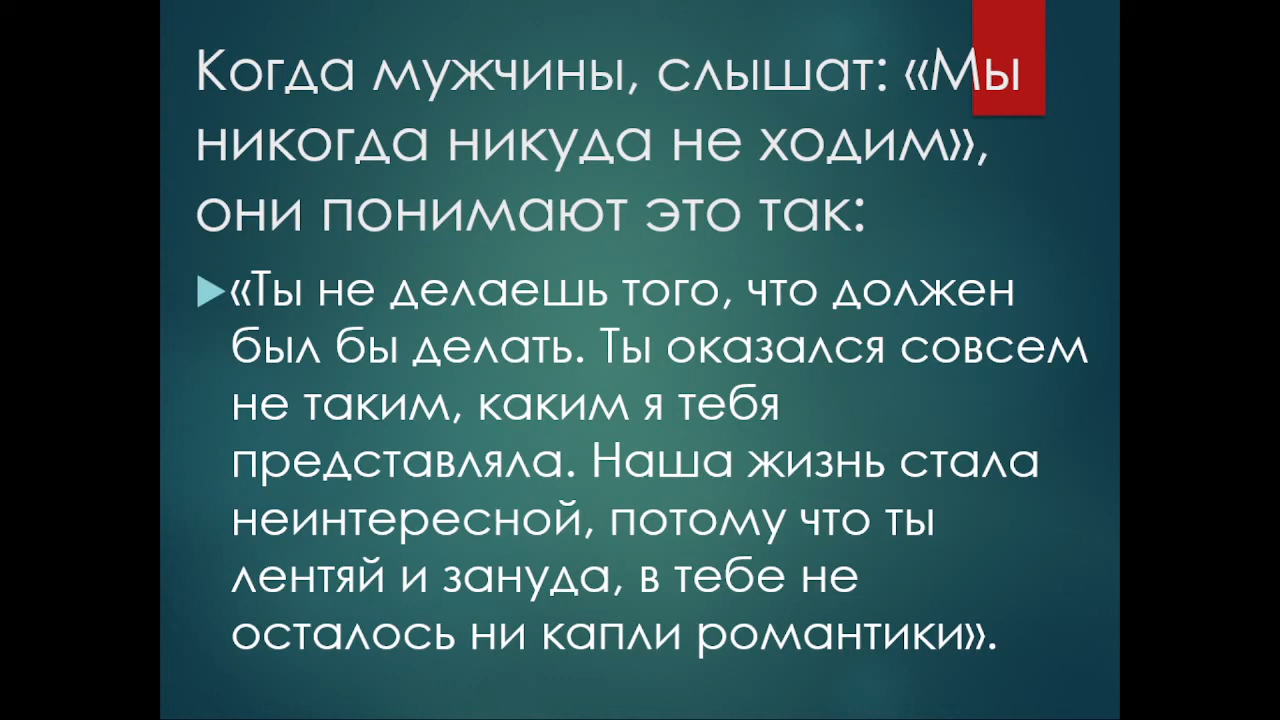 Когда мужчины, слышат: «Мы
никогда никуда не ходим»,
они понимают это так:
«Ты не делаешь того, что должен
был бы делать. Ты оказался совсем
не таким, каким я тебя
представляла. Наша жизнь стала
неинтересной, потому что ты
лентяй и зануда, в тебе не
осталось ни капли романтики».